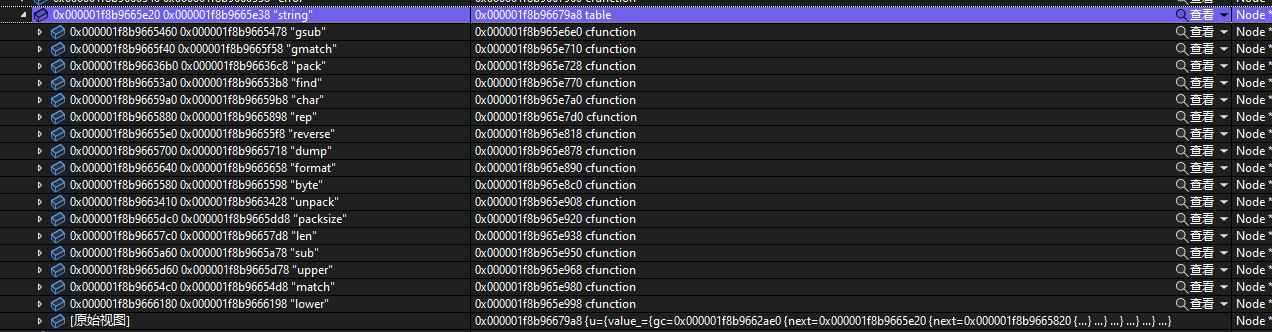 0x000001f8b9665e20 0x000001f8b9665e38 "string" 0x000001f8b96679a8 table 查看 Node *
0x000001f8b9665460 0x000001f8b9665478 "gsub" 0x000001f8b965e6e0 cfunction 查看 Node *
0x000001f8b9665f40 0x000001f8b9665f58 "gmatch" 0x000001f8b965e710 cfunction 查看 Node *
0x000001f8b96636b0 0x000001f8b96636c8 "pack" 0x000001f8b965e728 cfunction 查看 Node *
0x000001f8b96653a0 0x000001f8b96653b8 "find" 0x000001f8b965e770 cfunction 查看 Node *
0x000001f8b96659a0 0x000001f8b96659b8 "char" 0x000001f8b965e7a0 cfunction 查看 Node *
0x000001f8b9665880 0x000001f8b9665898 "rep" 0x000001f8b965e7d0 cfunction 查看 Node *
0x000001f8b96655e0 0x000001f8b96655f8 "reverse" 0x000001f8b965e818 cfunction 查看 Node *
0x000001f8b9665700 0x000001f8b9665718 "dump" 0x000001f8b965e878 cfunction 查看 Node *
0x000001f8b9665640 0x000001f8b9665658 "format" 0x000001f8b965e890 cfunction 查看 Node *
0x000001f8b9665580 0x000001f8b9665598 "byte" 0x000001f8b965e8c0 cfunction 查看 Node *
0x000001f8b9663410 0x000001f8b9663428 "unpack" 0x000001f8b965e908 cfunction 查看 Node *
0x000001f8b9665dc0 0x000001f8b9665dd8 "packsize" 0x000001f8b965e920 cfunction 查看 Node *
0x000001f8b96657c0 0x000001f8b96657d8 "len" 0x000001f8b965e938 cfunction 查看 Node *
0x000001f8b9665a60 0x000001f8b9665a78 "sub" 0x000001f8b965e950 cfunction 查看 Node *
0x000001f8b9665d60 0x000001f8b9665d78 "upper" 0x000001f8b965e968 cfunction 查看 Node *
0x000001f8b96654c0 0x000001f8b96654d8 "match" 0x000001f8b965e980 cfunction 查看 Node *
0x000001f8b9666180 0x000001f8b9666198 "lower" 0x000001f8b965e998 cfunction 查看 Node *
[原始视图] 0x000001f8b96679a8 {u={value_={gc=0x000001f8b9662ae0 {next=0x000001f8b9665e20 {next=0x000001f8b9665820 {...} ...} ...} ...} ...} ...} Node *